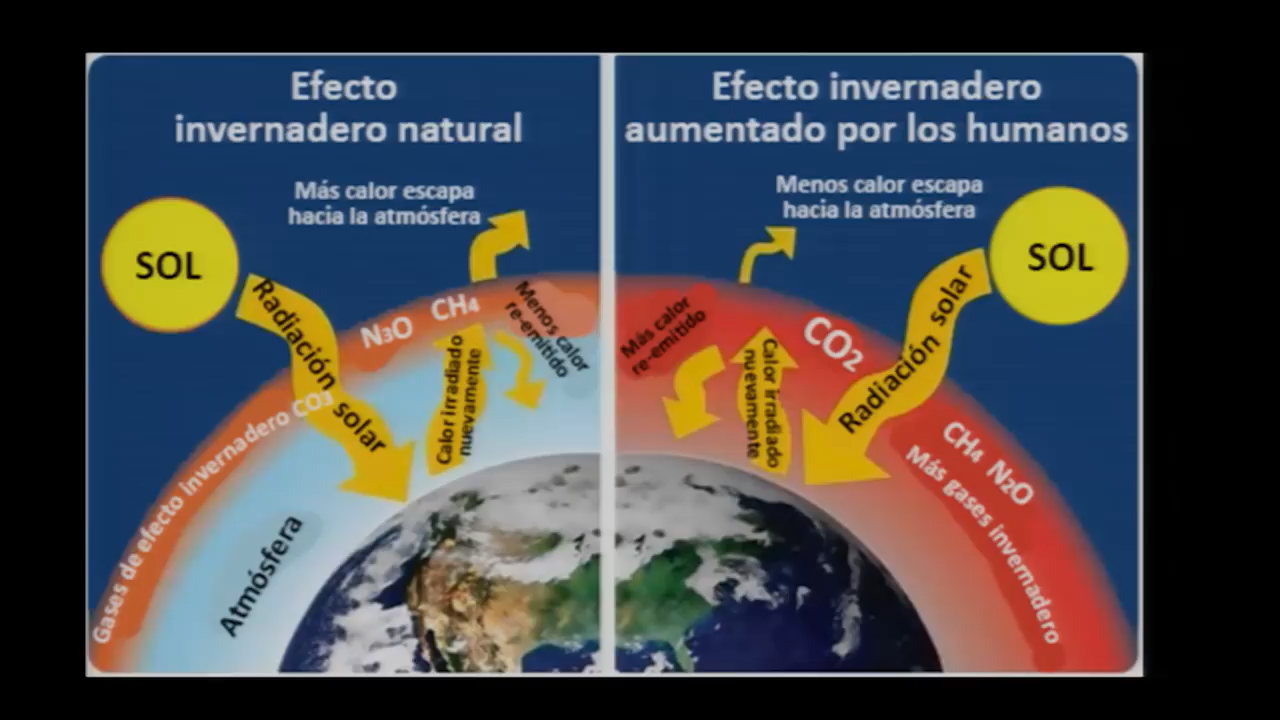 Efecto
invernadero natural
Más calor escapa
hacia la atmósfera
SOL
Radiación solar
N₃O CH₄
Menos calor
re-emitido
Calor irradiado
nuevamente
Gases de efecto invernadero CO3
Atmósfera
Efecto invernadero
aumentado por los humanos
Menos calor escapa
hacia la atmósfera
SOL
Radiación solar
Más calor
re-emitido
Calor irradiado
nuevamente
CO2
CH₄ N₂O
Más gases invernadero